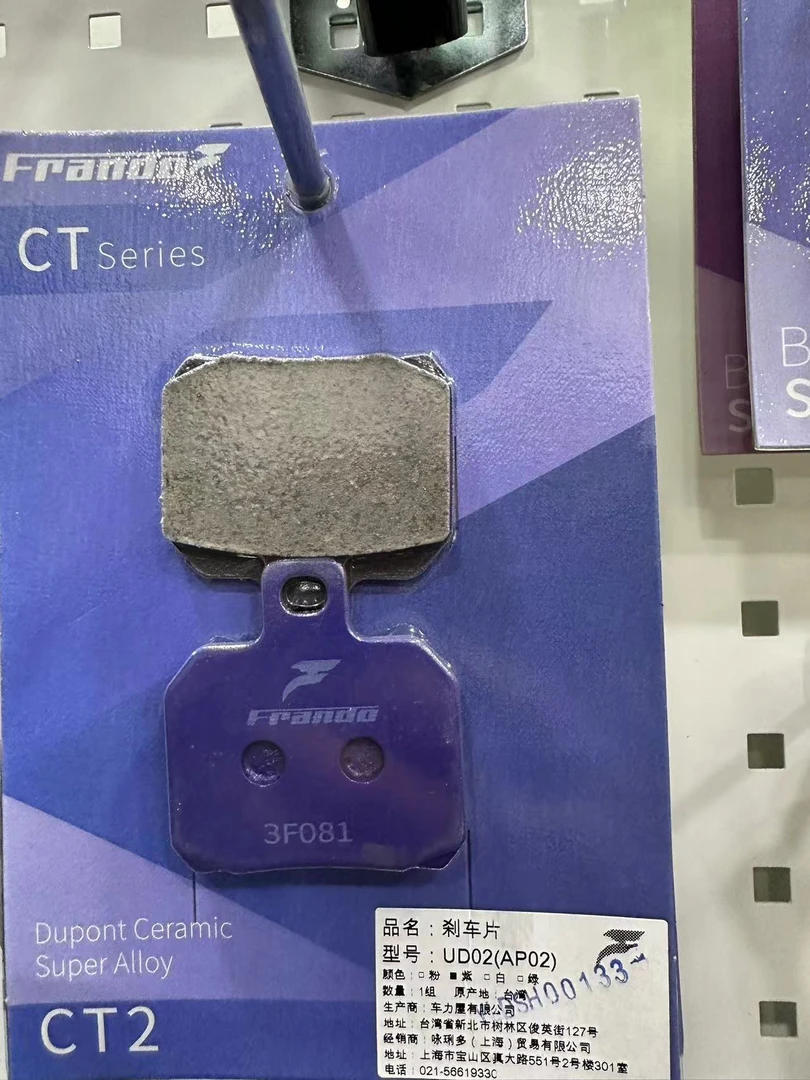 Frando
CT Series
Frando
3F081
Dupont Ceramic
Super Alloy
CT2
品名：刹车片
型号：UD02(AP02)
颜色：□粉 ■紫 □白 □绿
数量：1组 原产地：台湾
SH00133
生产商：车力屋有限公司
地址：台湾省新北市树林区俊英街127号
经销商：咏琍多（上海）贸易有限公司
地址：上海市宝山区真大路551号2号楼301室
电话：021-56619330
B
S
B
S